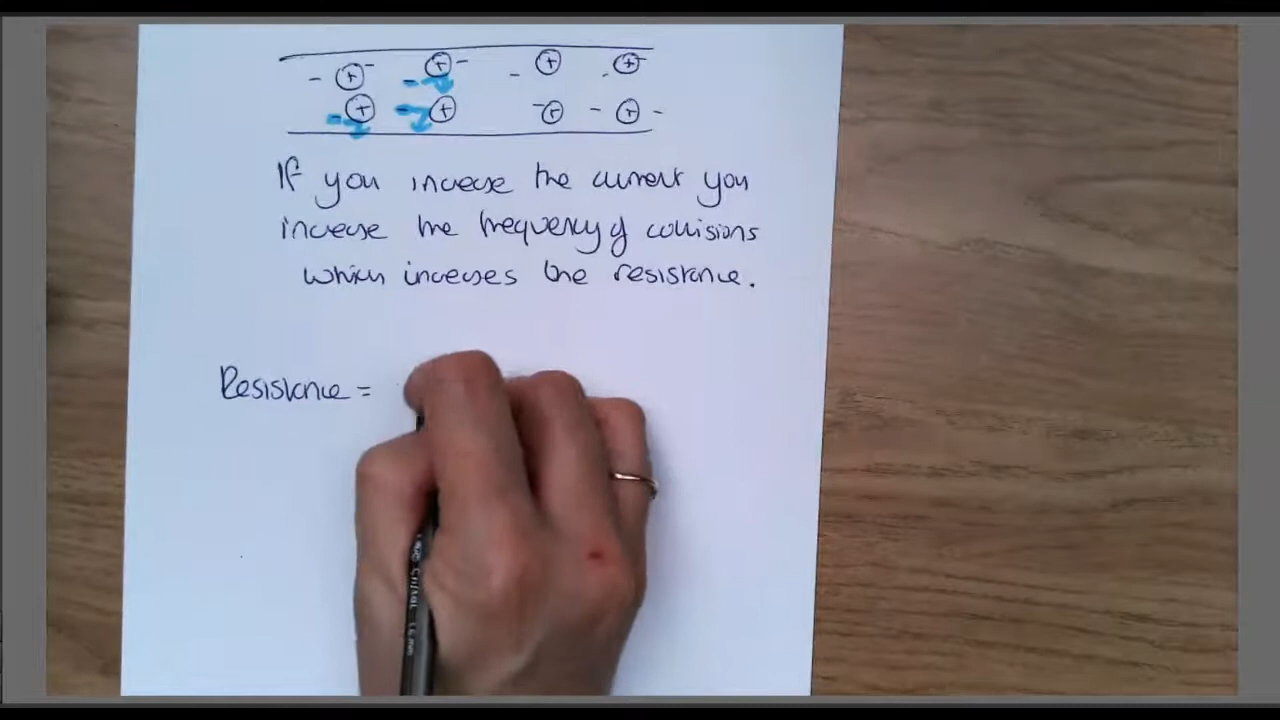 If you increase the current you
increase the frequency of collisions
which increases the resistance.
Resistance =